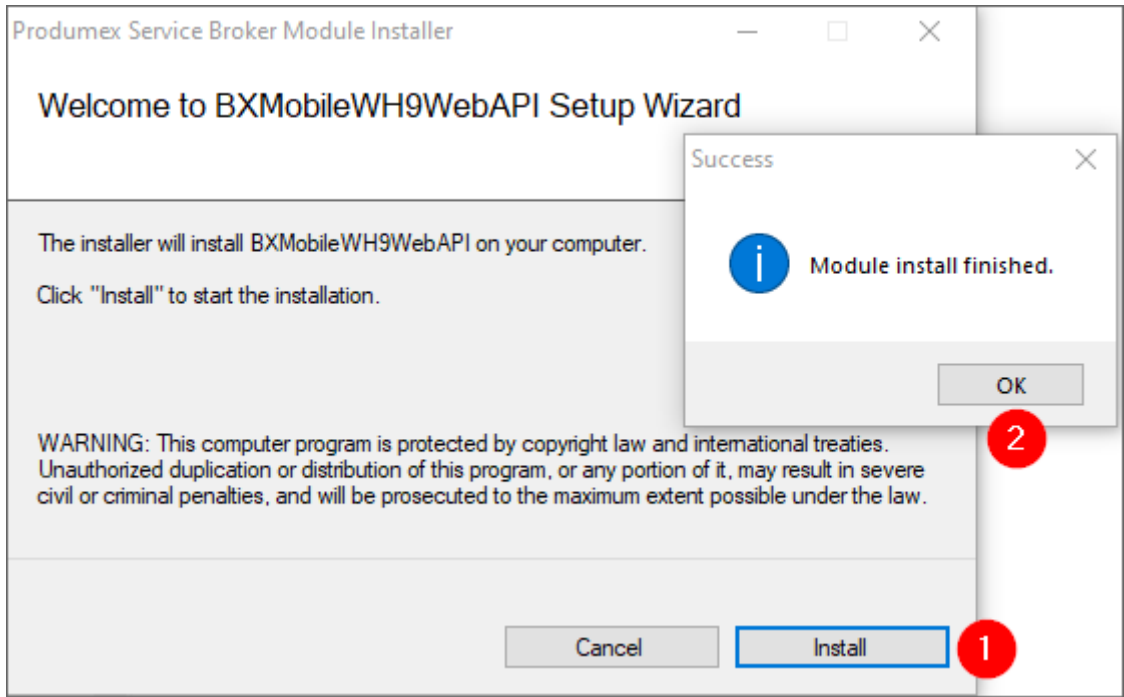 Produmex Service Broker Module Installer
Welcome to BXMobileWH9WebAPI Setup Wizard
Success
The installer will install BXMobileWH9WebAPI on your computer.
i
Module install finished.
Click "Install" to start the installation.
OK
2
WARNING: This computer program is protected by copyright law and international treaties.
Unauthorized duplication or distribution of this program, or any portion of it, may result in severe
civil or criminal penalties, and will be prosecuted to the maximum extent possible under the law.
Cancel
Install
1